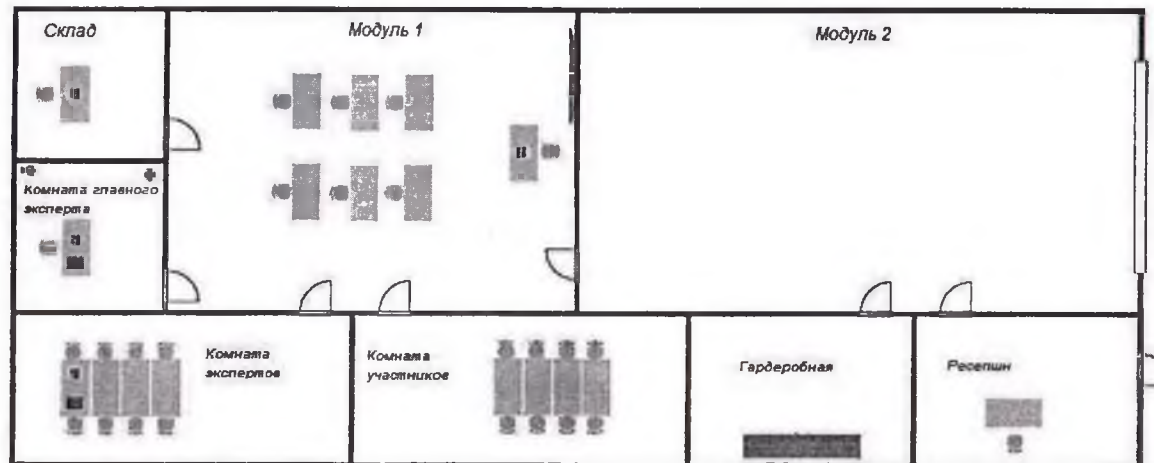 Склад
Модуль 1
Модуль 2
Комната главного
эксперта
Комната
экспертов
Комната
участников
Гардеробная
Ресепшн